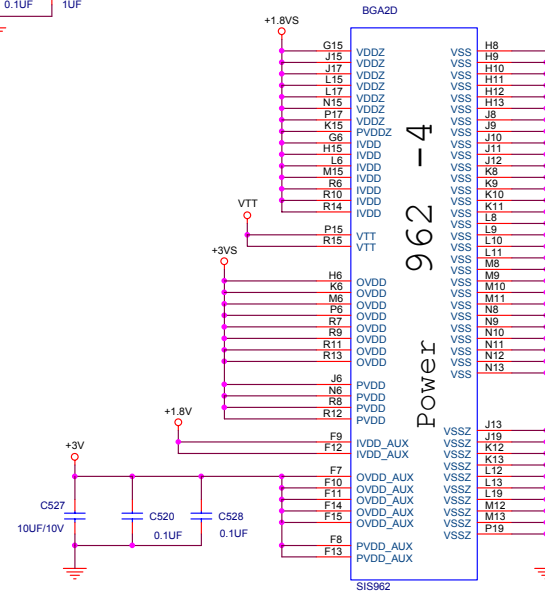 0.1UF 1UF
BGA2D
+1.8VS
G15 VDDZ
J15 VDDZ
J17 VDDZ
L15 VDDZ
L17 VDDZ
N15 VDDZ
P17 VDDZ
K15 PVDDZ
G6 IVDD
H15 IVDD
L6 IVDD
M15 IVDD
R6 IVDD
R10 IVDD
R14 IVDD
VTT
P15 VTT
R15 VTT
+3VS
H6 OVDD
K6 OVDD
M6 OVDD
P6 OVDD
R7 OVDD
R9 OVDD
R11 OVDD
R13 OVDD
J6 PVDD
N6 PVDD
R8 PVDD
R12 PVDD
+1.8V
F9 IVDD_AUX
F12 IVDD_AUX
+3V
F7 OVDD_AUX
F10 OVDD_AUX
F11 OVDD_AUX
F14 OVDD_AUX
F15 OVDD_AUX
F8 PVDD_AUX
F13 PVDD_AUX
C527
10UF/10V
C520
0.1UF
C528
0.1UF
Power 962 -4
VSS H8
VSS H9
VSS H10
VSS H11
VSS H12
VSS H13
VSS J8
VSS J9
VSS J10
VSS J11
VSS J12
VSS K8
VSS K9
VSS K10
VSS K11
VSS L8
VSS L9
VSS L10
VSS L11
VSS M8
VSS M9
VSS M10
VSS M11
VSS N8
VSS N9
VSS N10
VSS N11
VSS N12
VSS N13
VSSZ J13
VSSZ J19
VSSZ K12
VSSZ K13
VSSZ L12
VSSZ L13
VSSZ L19
VSSZ M12
VSSZ M13
VSSZ P19
SIS962